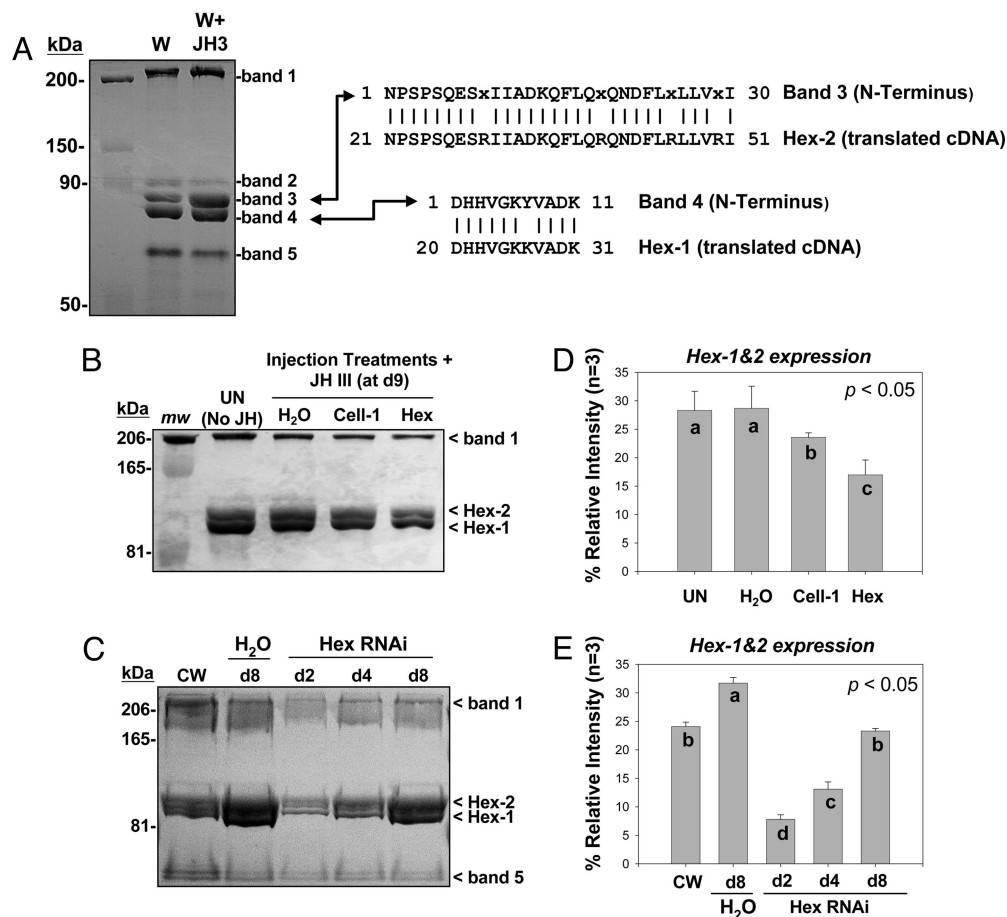 A
kDa
W
W+
JH3
200-
150-
90-
50-
-band 1
-band 2
band 3
band 4
-band 5
1 NPSPSQESxIIADKQFLQxQNDFLxLLVxI 30 Band 3 (N-Terminus)
21 NPSPSQESRIIADKQFLQRQNDFLRLLVRI 51 Hex-2 (translated cDNA)
1 DHHVGKYVADK 11 Band 4 (N-Terminus)
20 DHHVGKKVADK 31 Hex-1 (translated cDNA)
B
Injection Treatments +
JH III (at d9)
UN
(No JH)
kDa
mw
H2O
Cell-1
Hex
206-
165-
81-
< band 1
< Hex-2
< Hex-1
C
H2O
Hex RNAi
kDa
CW
d8
d2
d4
d8
206-
165-
81-
< band 1
< Hex-2
< Hex-1
< band 5
D
Hex-1&2 expression
p < 0.05
% Relative Intensity (n=3)
35
30
25
20
15
10
5
0
a
a
b
c
UN
H2O
Cell-1
Hex
E
Hex-1&2 expression
p < 0.05
% Relative Intensity (n=3)
35
30
25
20
15
10
5
0
b
a
d
c
b
CW
d8
d2
d4
d8
H2O
Hex RNAi